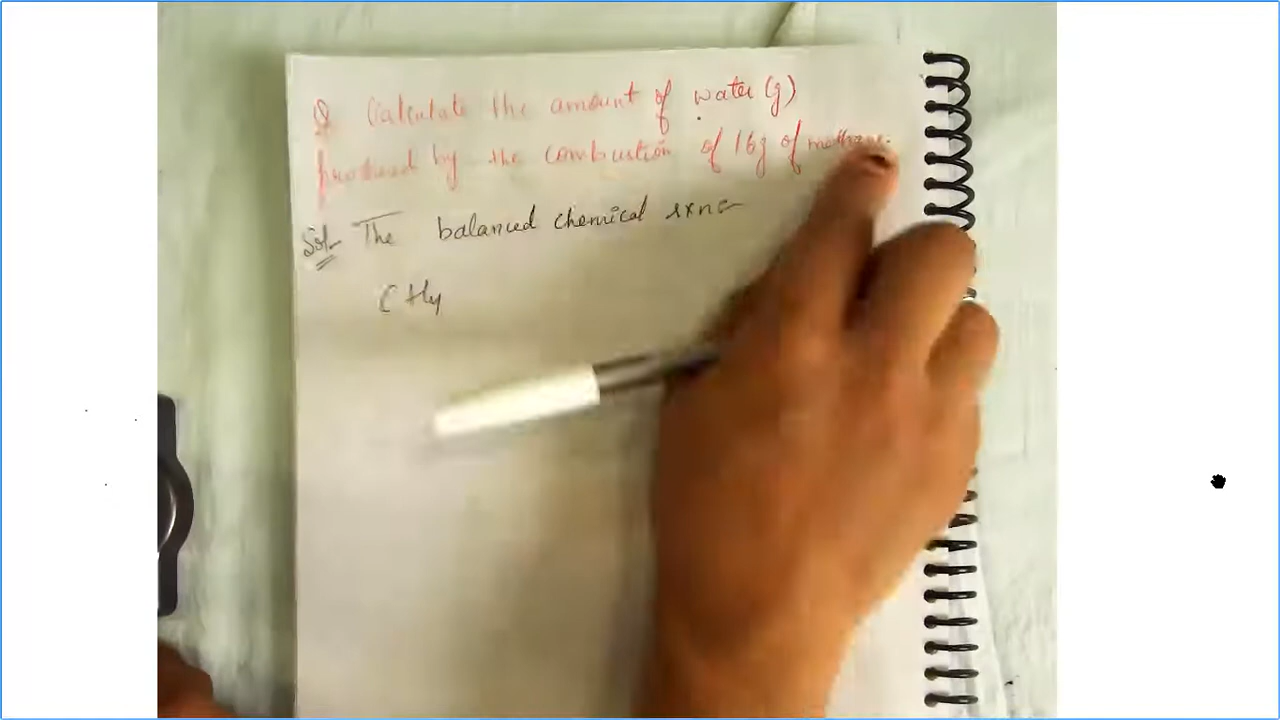 Q Calculate the amount of water (g)
produced by the combustion of 16g of methane.
Sol- The balanced chemical rxn-
CH4